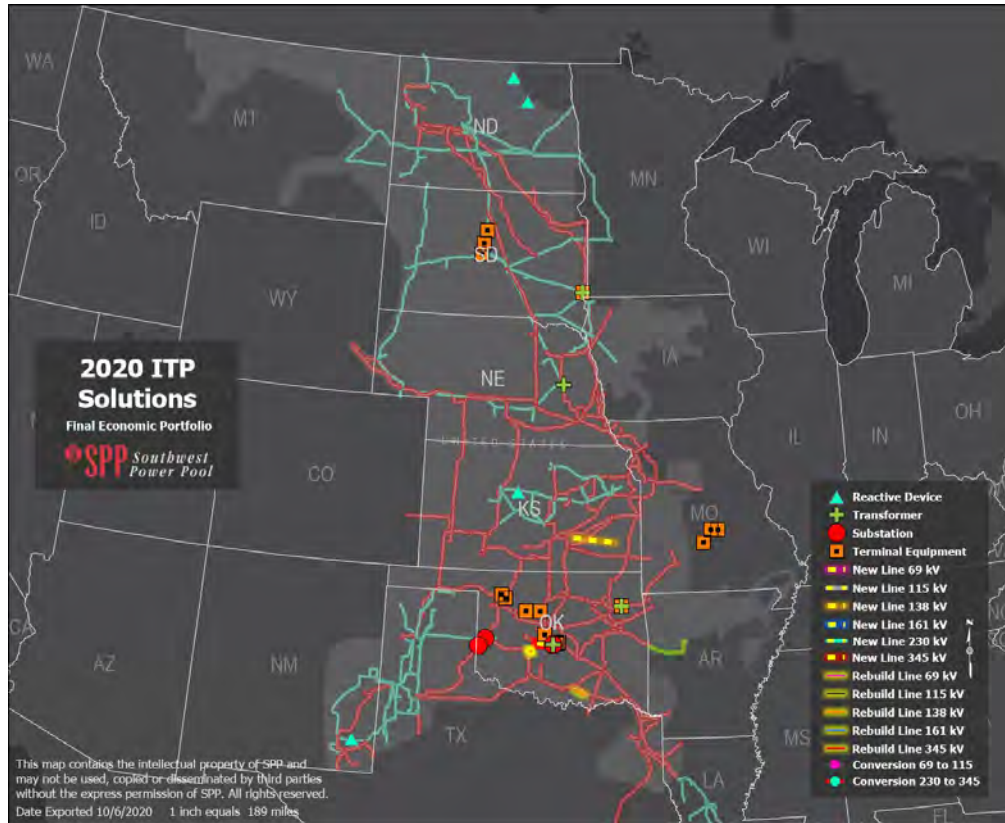 WA
MT
ND
MN
OR
ID
SD
WI
MI
WY
2020 ITP
Solutions
Final Economic Portfolio
SPP Southwest
Power Pool
NE
IA
IL
IN
OH
UNITED STATES
CO
KS
MO
Reactive Device
Transformer
Substation
Terminal Equipment
New Line 69 kV
New Line 115 kV
New Line 138 kV
New Line 161 kV
New Line 230 kV
New Line 345 kV
Rebuild Line 69 kV
Rebuild Line 115 kV
Rebuild Line 138 kV
Rebuild Line 161 kV
Rebuild Line 345 kV
Conversion 69 to 115
Conversion 230 to 345
N
CA
AZ
NM
OK
AR
TX
MS
LA
FL
This map contains the intellectual property of SPP and
may not be used, copied or disseminated by third parties
without the express permission of SPP. All rights reserved.
Date Exported 10/6/2020 1 inch equals 189 miles